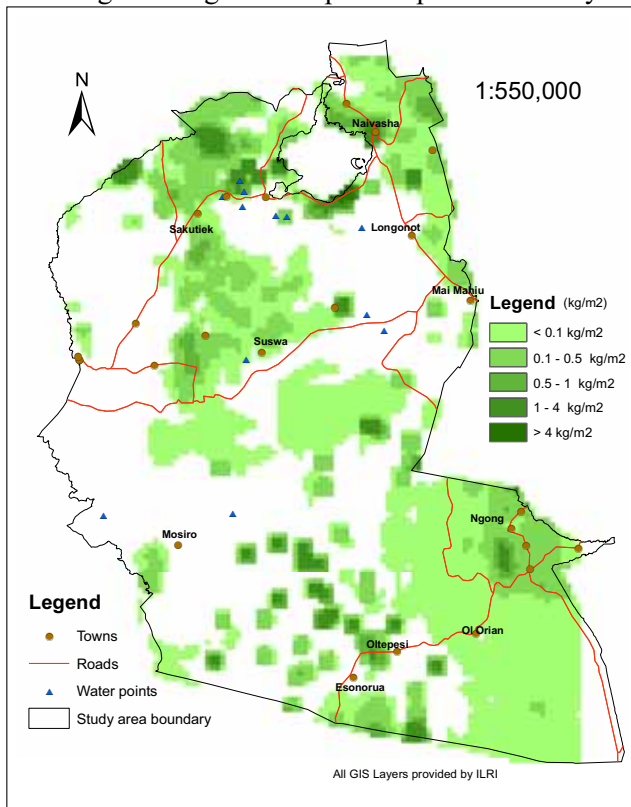 N
1:550,000
Naivasha
Sakutiek
Longonot
Mai Mahiu
Suswa
Legend (kg/m2)
< 0.1 kg/m2
0.1 - 0.5 kg/m2
0.5 - 1 kg/m2
1 - 4 kg/m2
> 4 kg/m2
Ngong
Mosiro
Legend
Towns
Roads
Water points
Study area boundary
Ol Orian
Oltepesi
Esonorua
All GIS Layers provided by ILRI